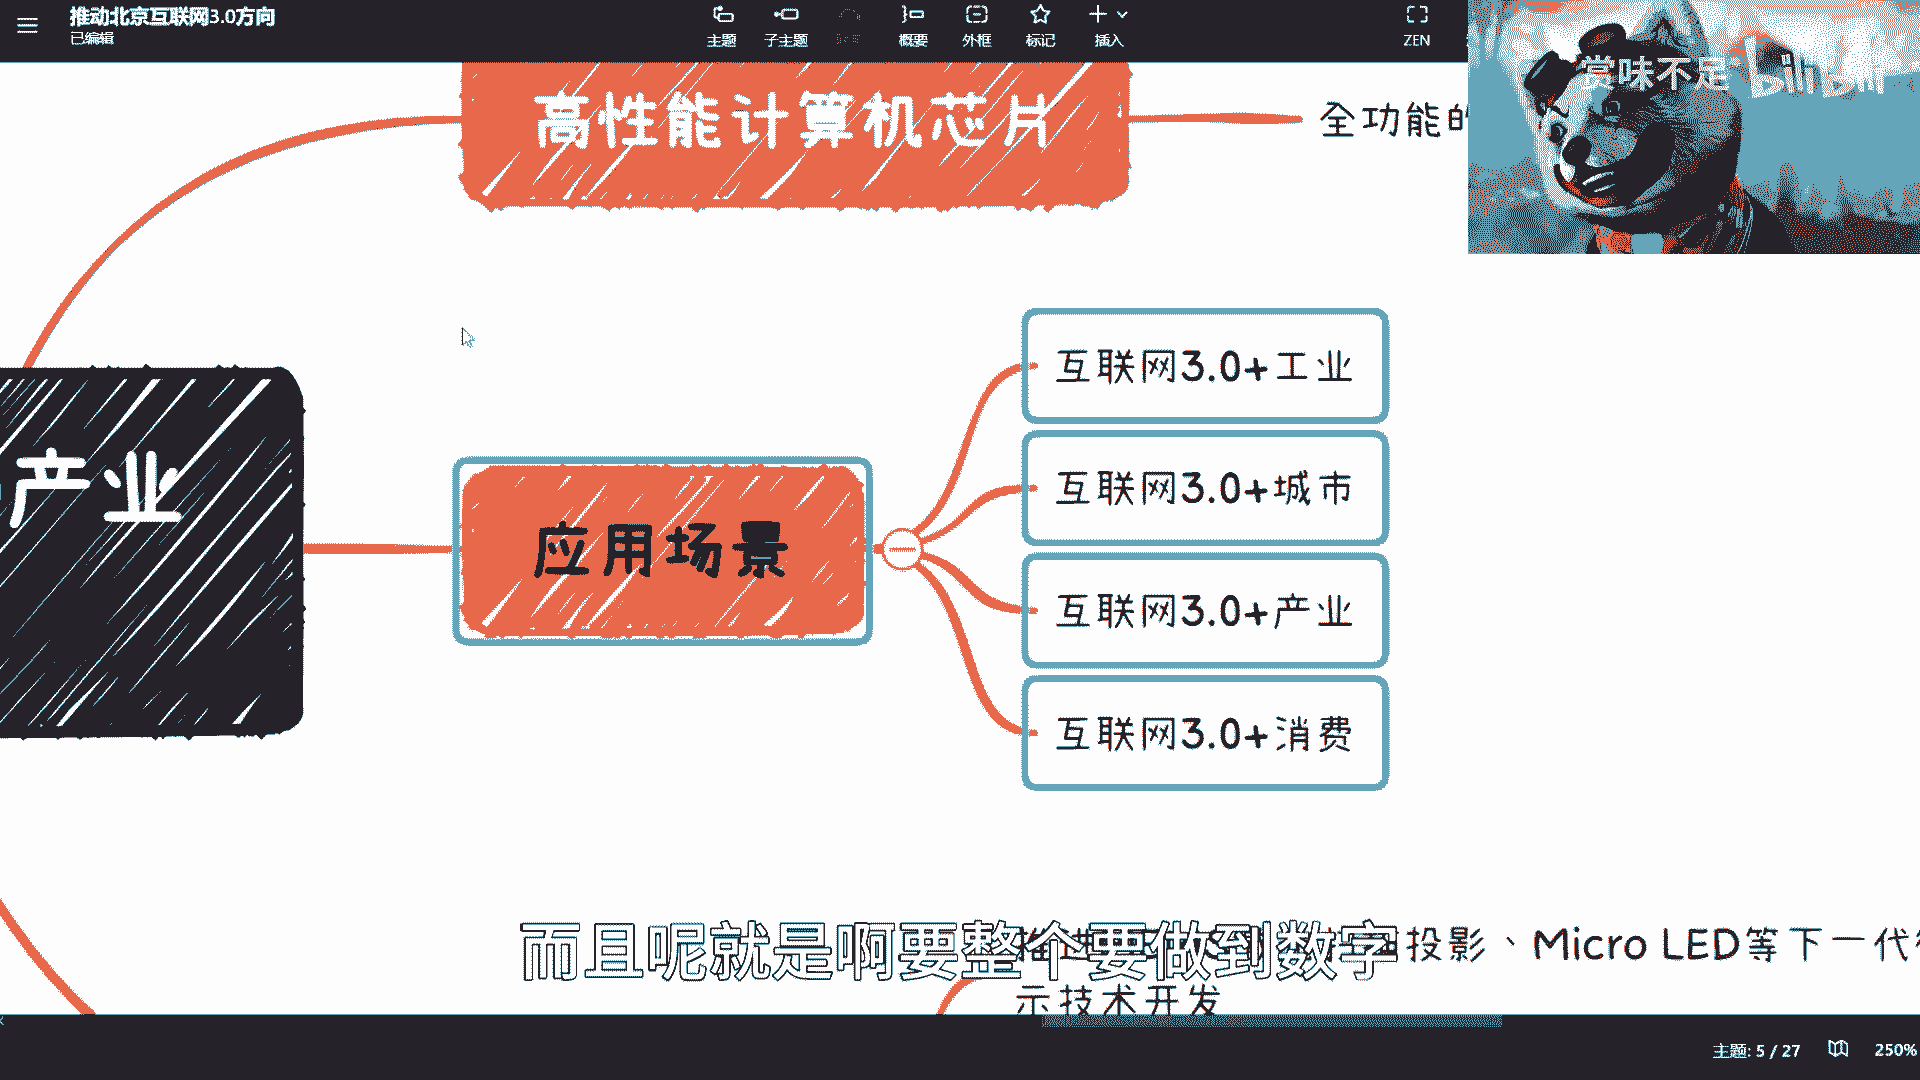 推动北京互联网3.0方向
已编辑
主题
子主题
概要
外框
标记
插入
ZEN
赏味不足 bilibili
高性能计算机芯片
全功能的
产业
应用场景
互联网3.0+工业
互联网3.0+城市
互联网3.0+产业
互联网3.0+消费
投影、Micro LED等下一代
示技术开发
而且呢就是啊要整个要做到数字
主题: 5 / 27
250%